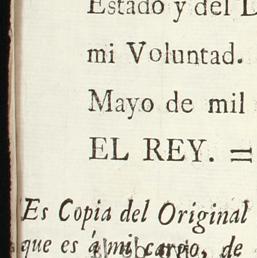 Estado y del
mi Voluntad.
Mayo de mil
EL REY. =
Es Copia del Original
que es á mi cargo, de